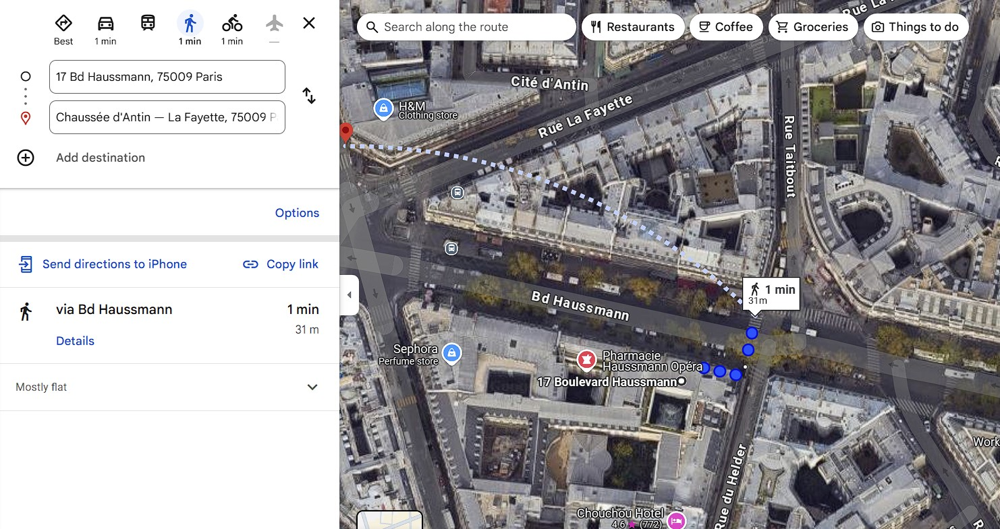 Best
1 min
1 min
1 min
—
17 Bd Haussmann, 75009 Paris
Chaussée d'Antin — La Fayette, 75009 P
Add destination
Options
Send directions to iPhone
Copy link
via Bd Haussmann
1 min
31 m
Details
Mostly flat
Search along the route
Restaurants
Coffee
Groceries
Things to do
Rue La
Cité d'Antin
H&M
Clothing store
Rue La Fayette
Rue Taitbout
1 min
31m
Bd Haussmann
Sephora
Perfume store
Pharmacie
Haussmann Opéra
17 Boulevard Haussmann
Work
Rue du Helder
Chouchou Hotel
4.6 ★ (772)